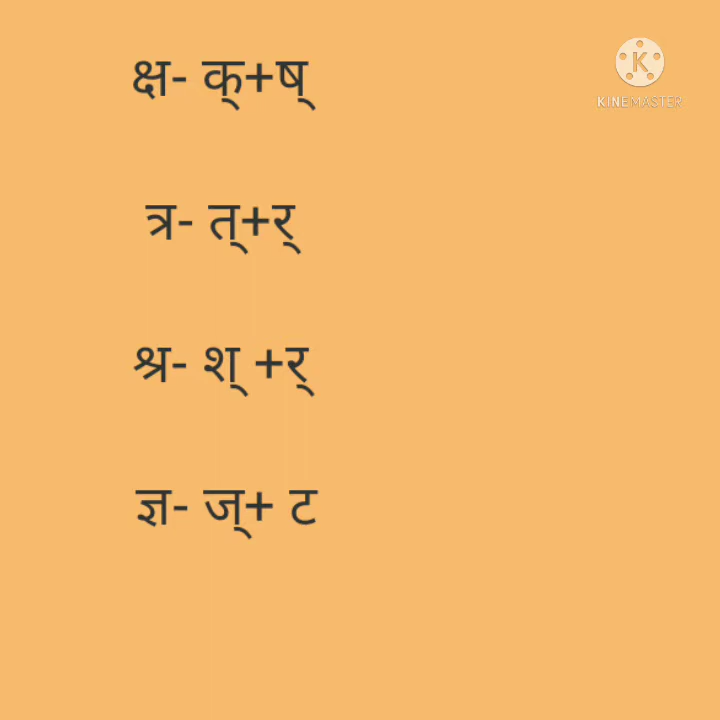 क्ष- क्+ष्
KINEMASTER
त्र- त्+र्
श्र- श् +र्
ज्ञ- ज्+ ट